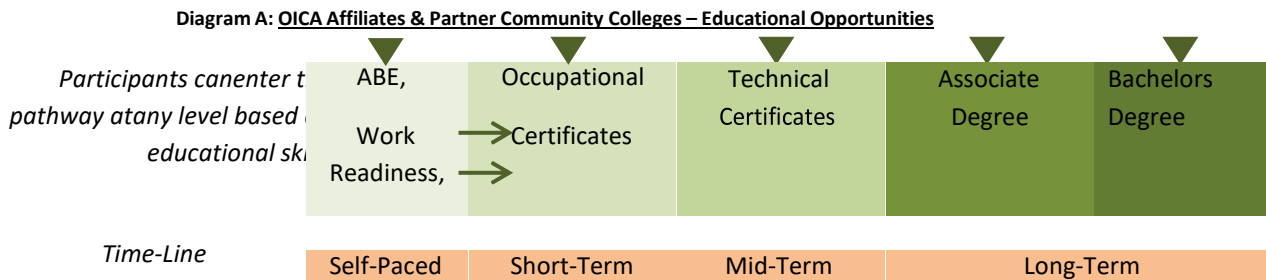 Diagram A: OICA Affiliates & Partner Community Colleges – Educational Opportunities
Participants canenter
pathway atany level based
educational
ABE,
Work
Readiness,
Occupational
Certificates
Technical
Certificates
Associate
Degree
Bachelors
Degree
Time-Line
Self-Paced
Short-Term
Mid-Term
Long-Term